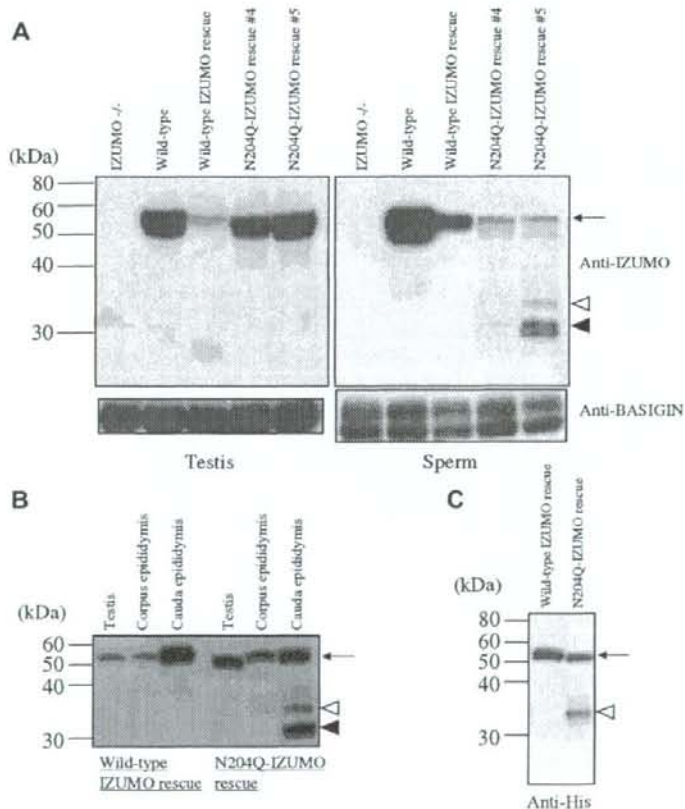 A
IZUMO -/-
Wild-type
Wild-type IZUMO rescue
N204Q-IZUMO rescue #4
N204Q-IZUMO rescue #5
IZUMO -/-
Wild-type
Wild-type IZUMO rescue
N204Q-IZUMO rescue #4
N204Q-IZUMO rescue #5
(kDa)
80
60
50
40
30
Anti-IZUMO
Anti-BASIGIN
Testis
Sperm
B
Testis
Corpus epididymis
Cauda epididymis
Testis
Corpus epididymis
Cauda epididymis
(kDa)
60
50
40
30
Wild-type
IZUMO rescue
N204Q-IZUMO
rescue
C
Wild-type IZUMO rescue
N204Q-IZUMO rescue
(kDa)
80
60
50
40
30
Anti-His